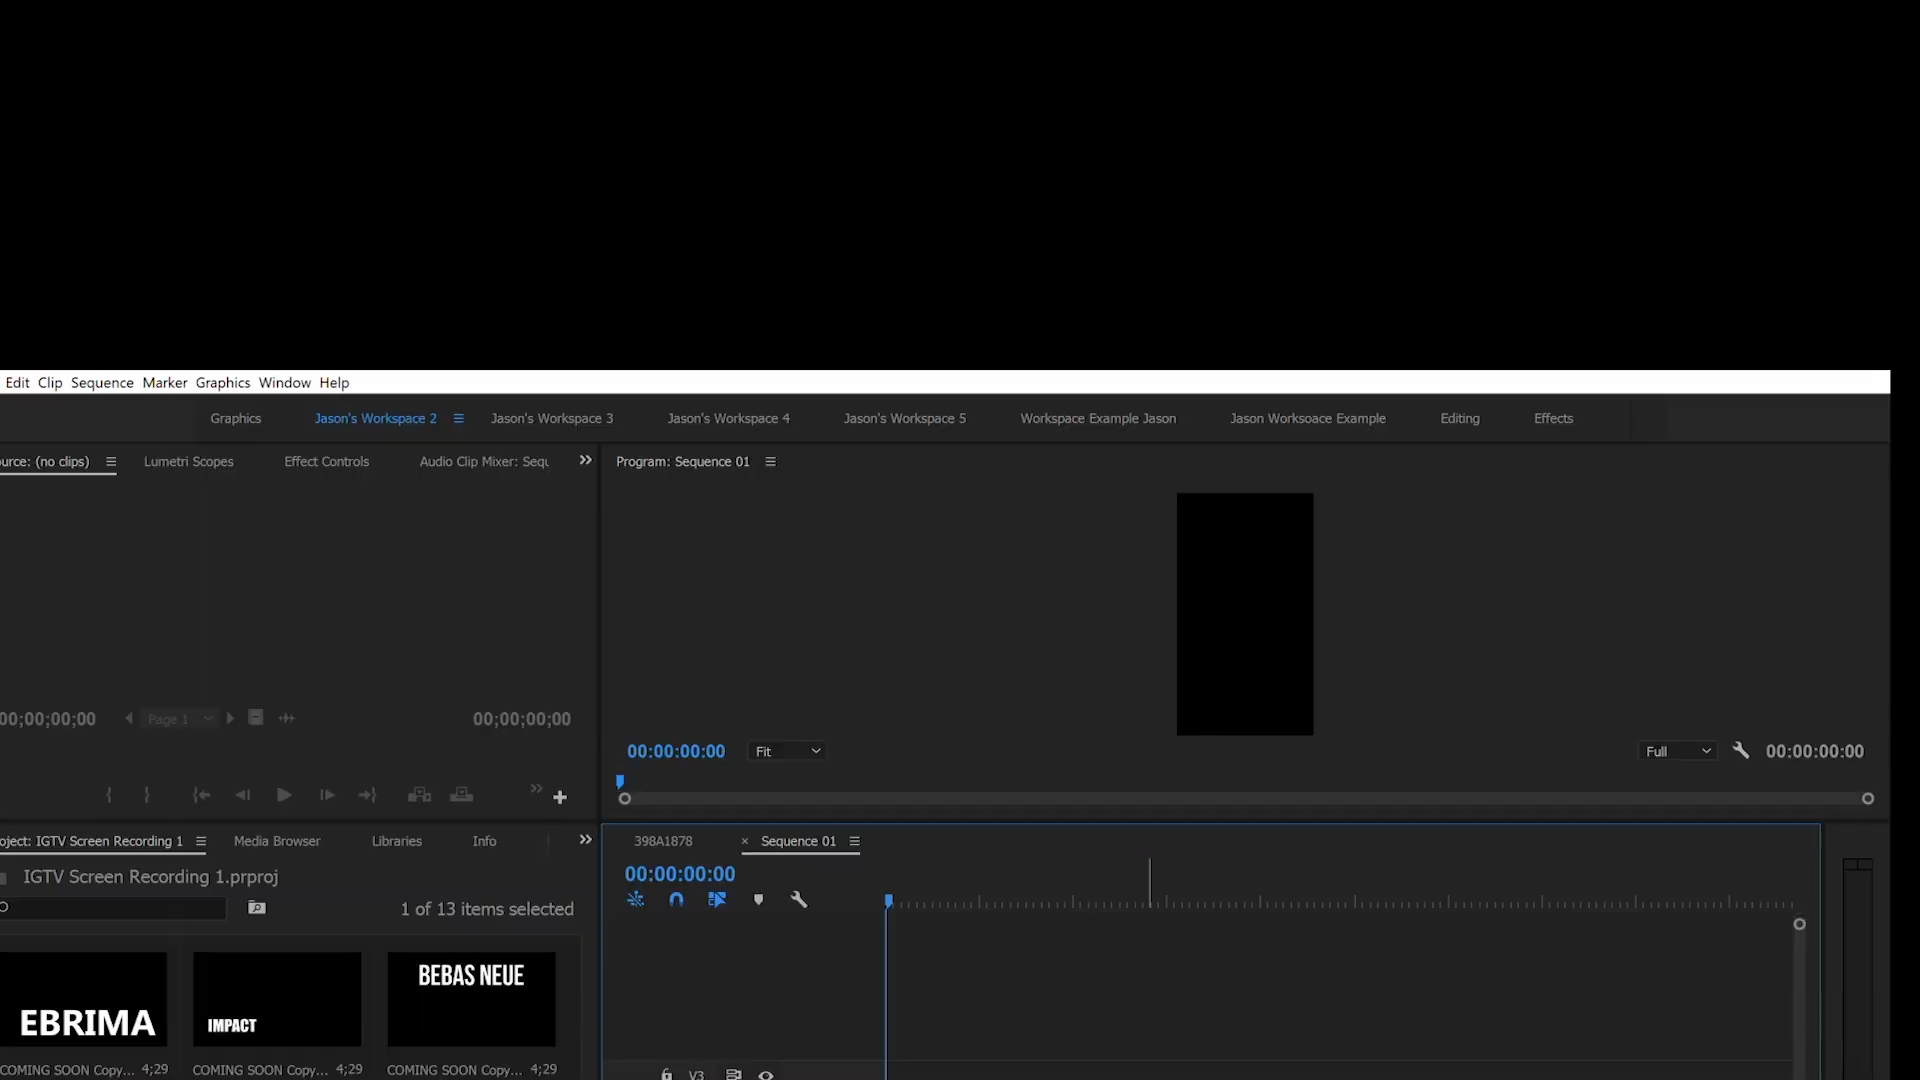 Edit Clip Sequence Marker Graphics Window Help
Graphics Jason's Workspace 2 Jason's Workspace 3 Jason's Workspace 4 Jason's Workspace 5 Workspace Example Jason Jason Worksoace Example Editing Effects
ource: (no clips) Lumetri Scopes Effect Controls Audio Clip Mixer: Sequ
Program: Sequence 01
00;00;00;00 Page 1 00;00;00;00
00:00:00:00 Fit Full 00:00:00:00
oject: IGTV Screen Recording 1 Media Browser Libraries Info
IGTV Screen Recording 1.prproj
1 of 13 items selected
EBRIMA
COMING SOON Copy... 4;29
IMPACT
COMING SOON Copy... 4;29
BEBAS NEUE
COMING SOON Copy... 4;29
398A1878 × Sequence 01
00:00:00:00
V3